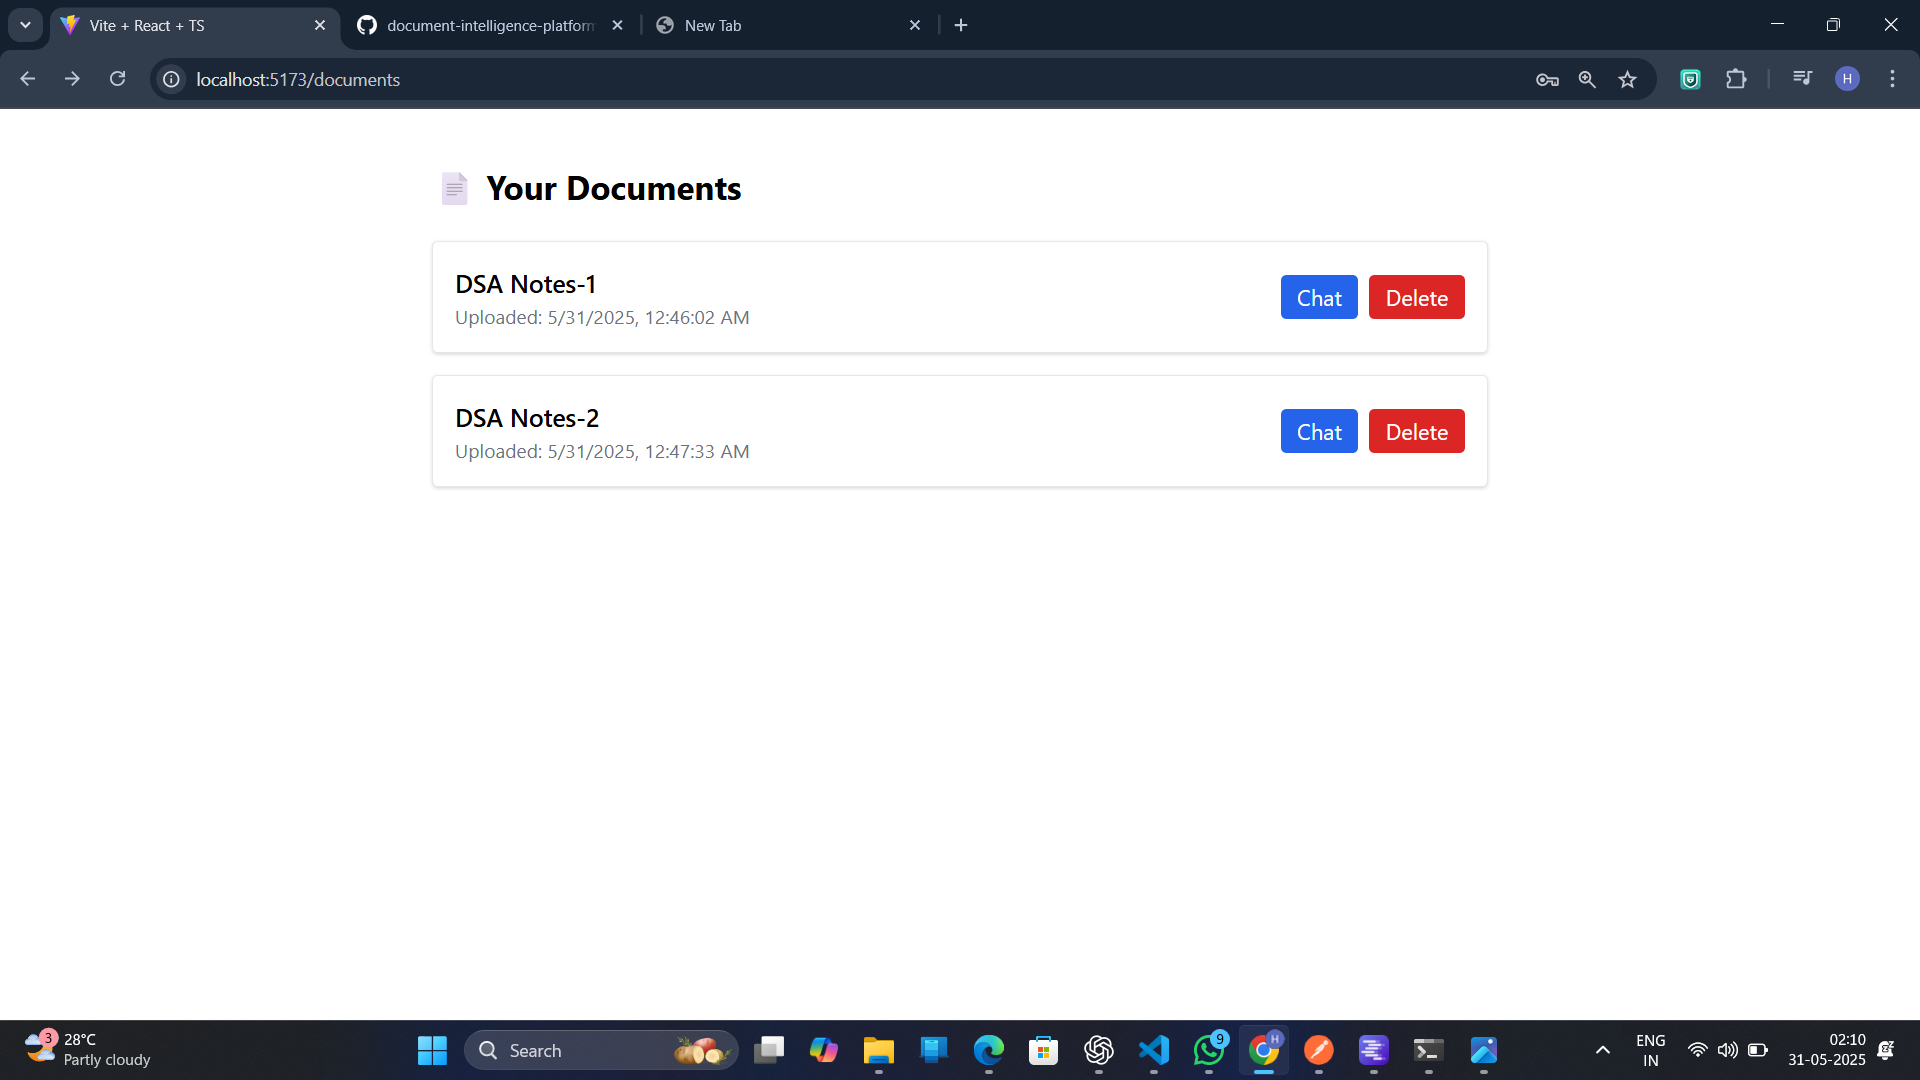 Vite + React + TS
document-intelligence-platform
New Tab
localhost:5173/documents
H
Your Documents
DSA Notes-1
Uploaded: 5/31/2025, 12:46:02 AM
Chat
Delete
DSA Notes-2
Uploaded: 5/31/2025, 12:47:33 AM
Chat
Delete
3
28°C
Partly cloudy
Search
9
H
ENG
IN
02:10
31-05-2025